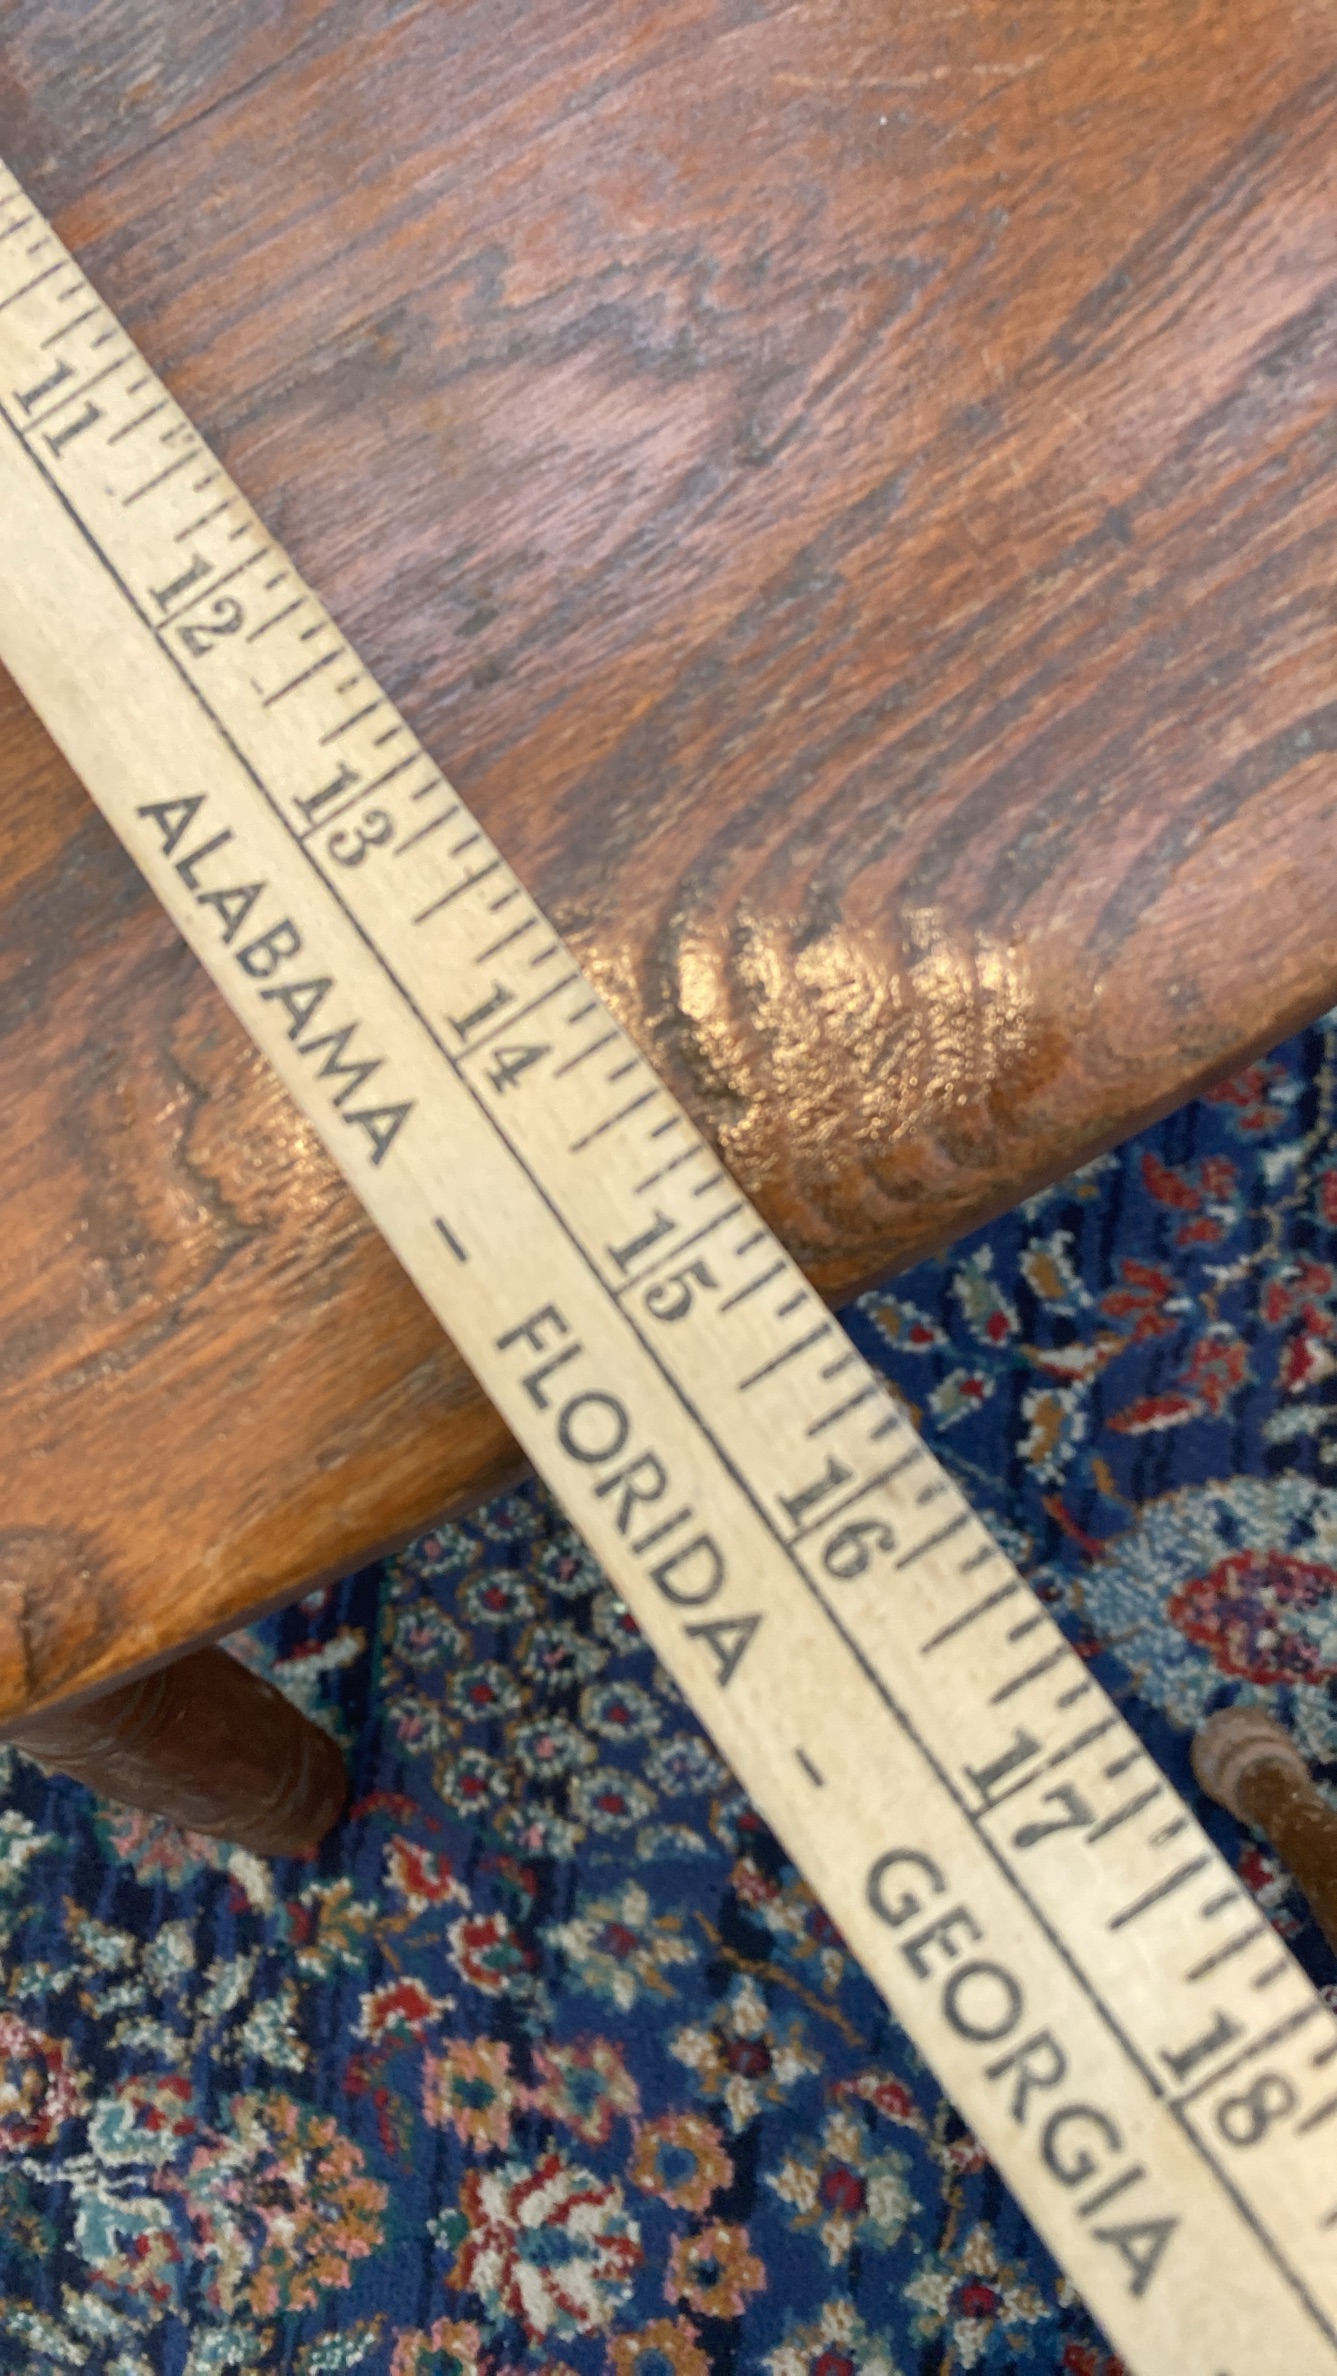 11 12 13 14 15 16 17 18
ALABAMA - FLORIDA - GEORGIA